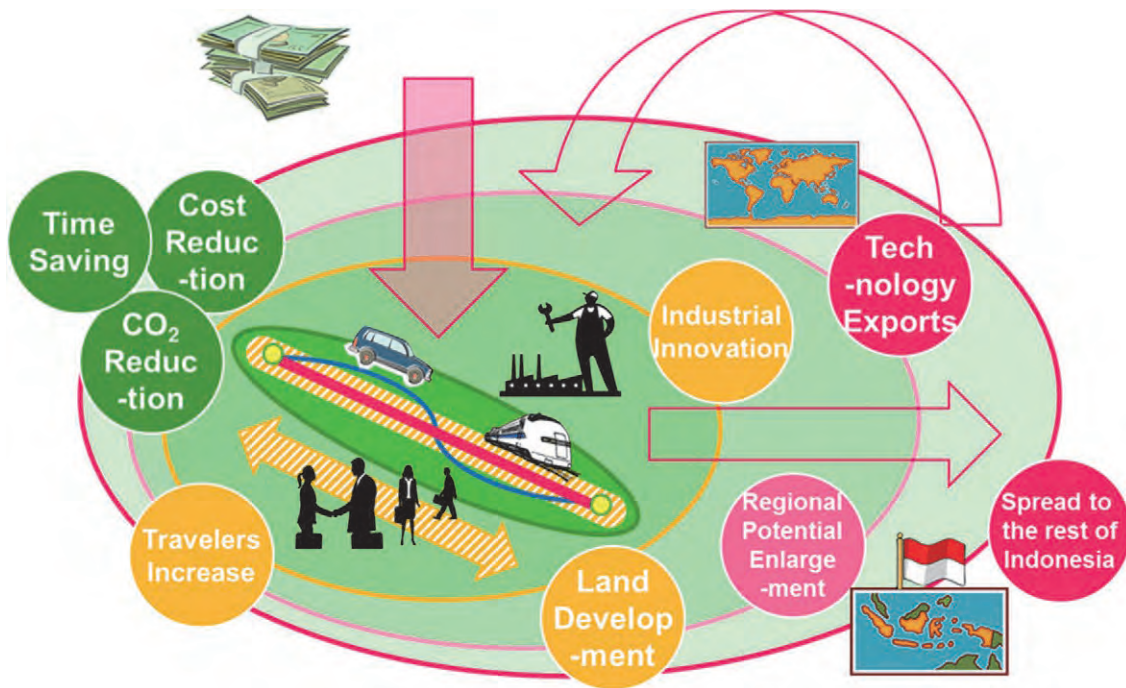 Time
Saving
Cost
Reduc
-tion
CO₂
Reduc
-tion
Tech
-nology
Exports
Industrial
Innovation
Travelers
Increase
Land
Develop
-ment
Regional
Potential
Enlarge
-ment
Spread to
the rest of
Indonesia